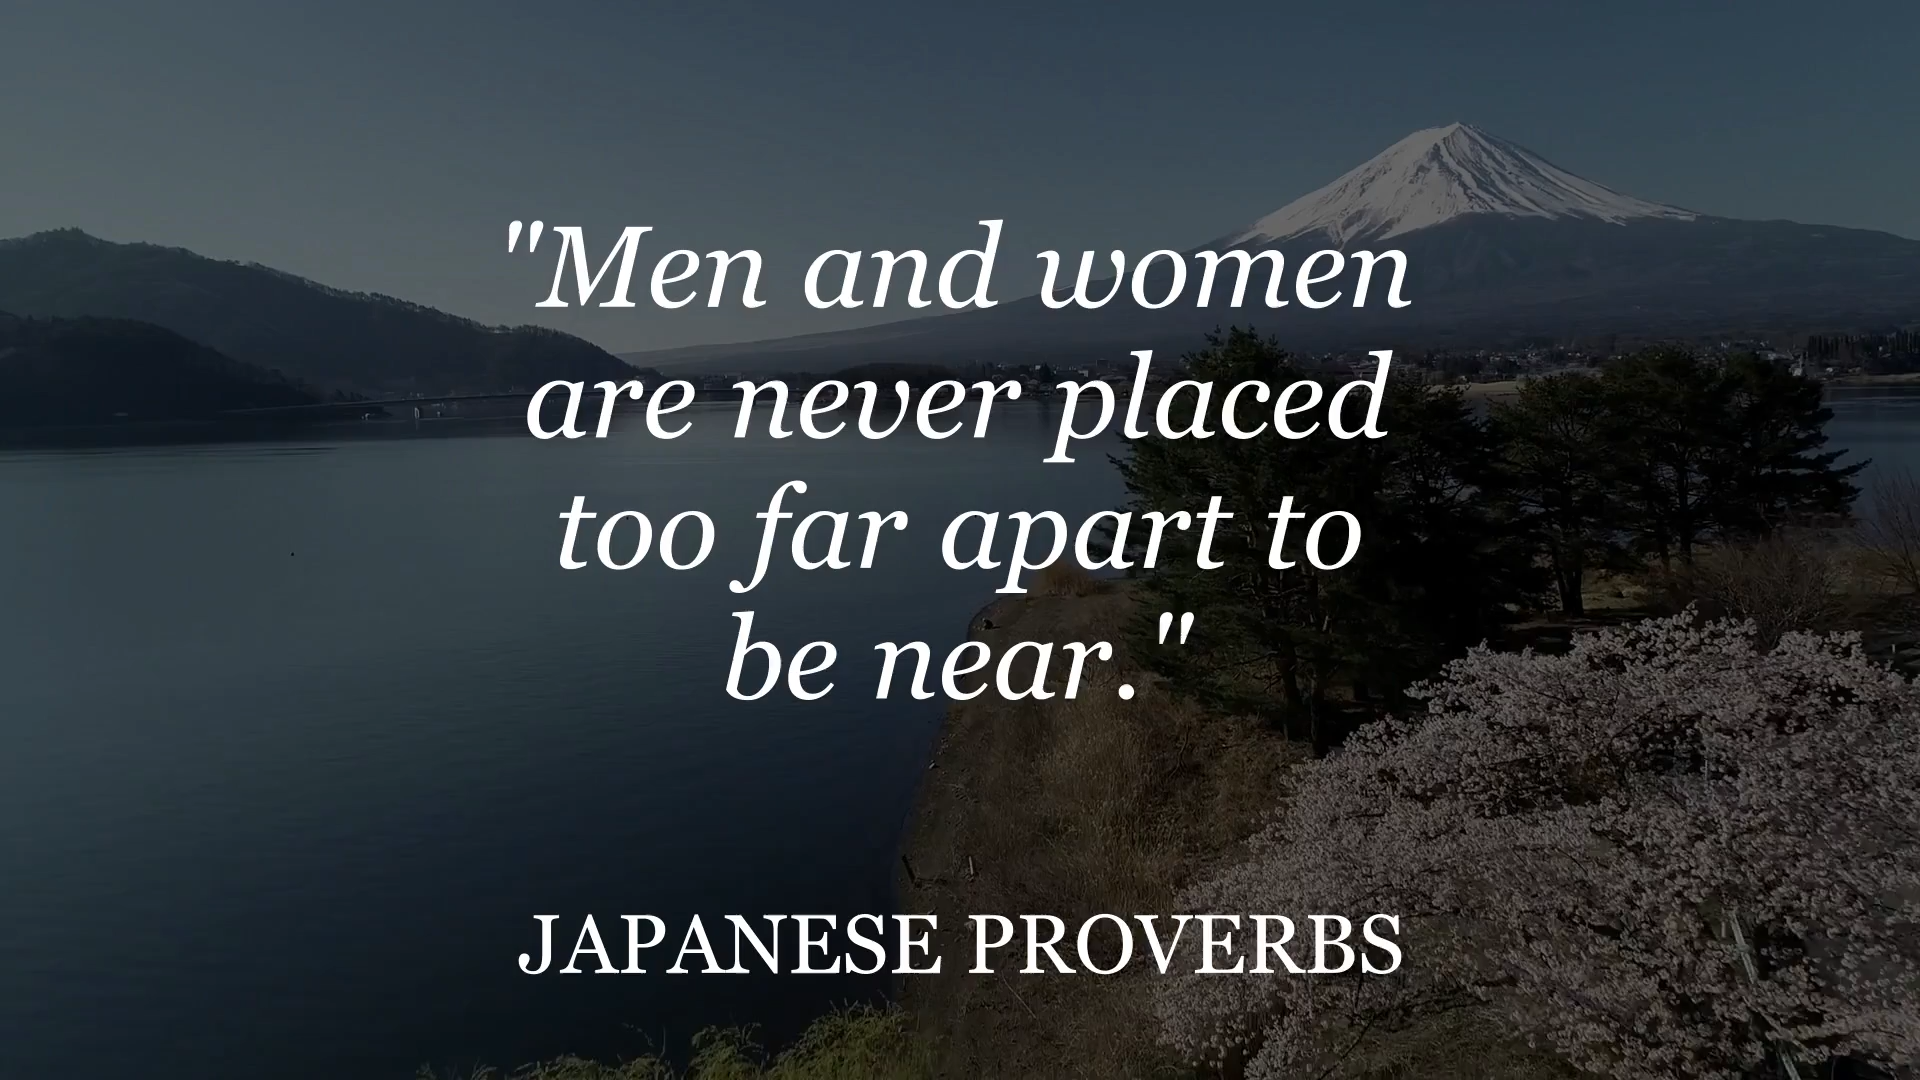 "Men and women
are never placed
too far apart to
be near."
JAPANESE PROVERBS